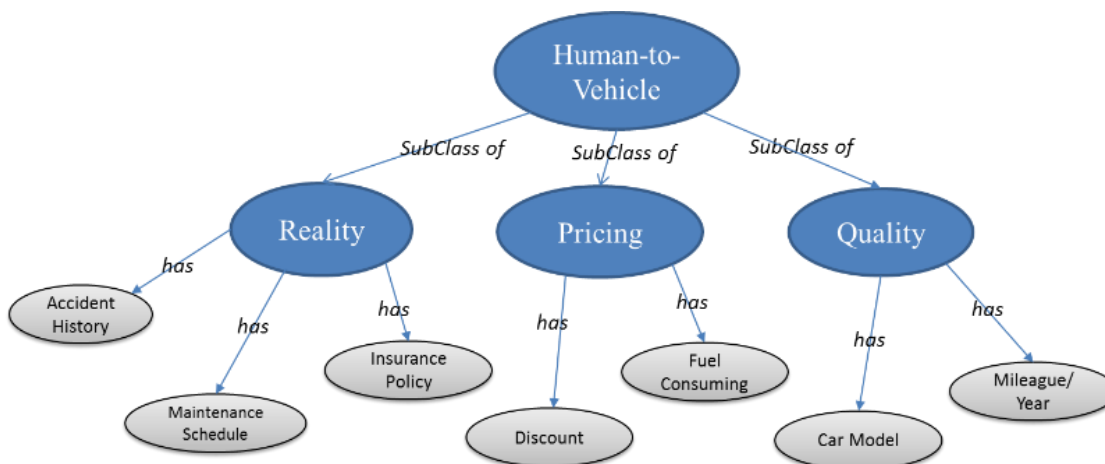 Human-to-
Vehicle
SubClass of
SubClass of
SubClass of
Reality
Pricing
Quality
has
has
has
has
has
has
has
Accident
History
Maintenance
Schedule
Insurance
Policy
Discount
Fuel
Consuming
Car Model
Mileague/
Year